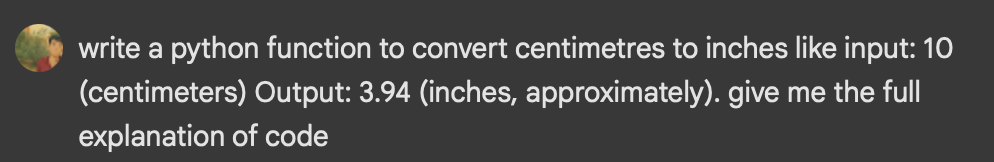 write a python function to convert centimetres to inches like input: 10
(centimeters) Output: 3.94 (inches, approximately). give me the full
explanation of code